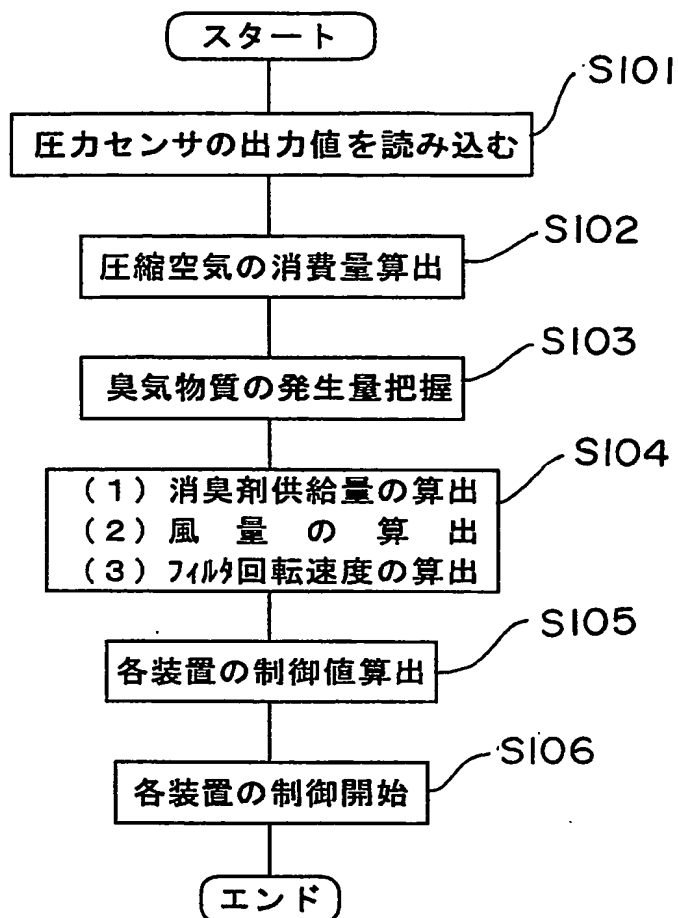 スタート
S101
圧力センサの出力値を読み込む
S102
圧縮空気の消費量算出
S103
臭気物質の発生量把握
S104
(1)消臭剤供給量の算出
(2)風量の算出
(3)フィルタ回転速度の算出
S105
各装置の制御値算出
S106
各装置の制御開始
エンド